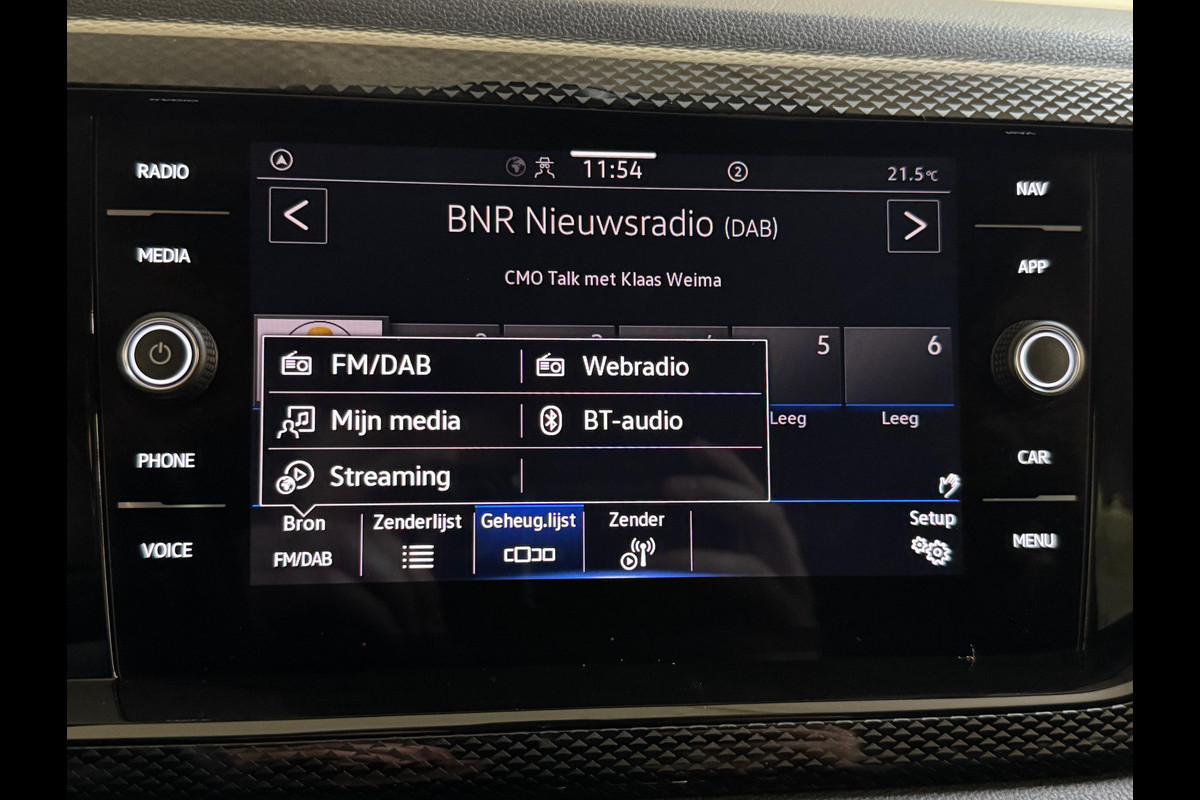 RADIO
MEDIA
PHONE
VOICE
11:54
2
21.5°C
BNR Nieuwsradio (DAB)
CMO Talk met Klaas Weima
5
6
FM/DAB
Webradio
Mijn media
BT-audio
Leeg
Leeg
Streaming
Bron
FM/DAB
Zenderlijst
Geheug.lijst
Zender
Setup
NAV
APP
CAR
MENU